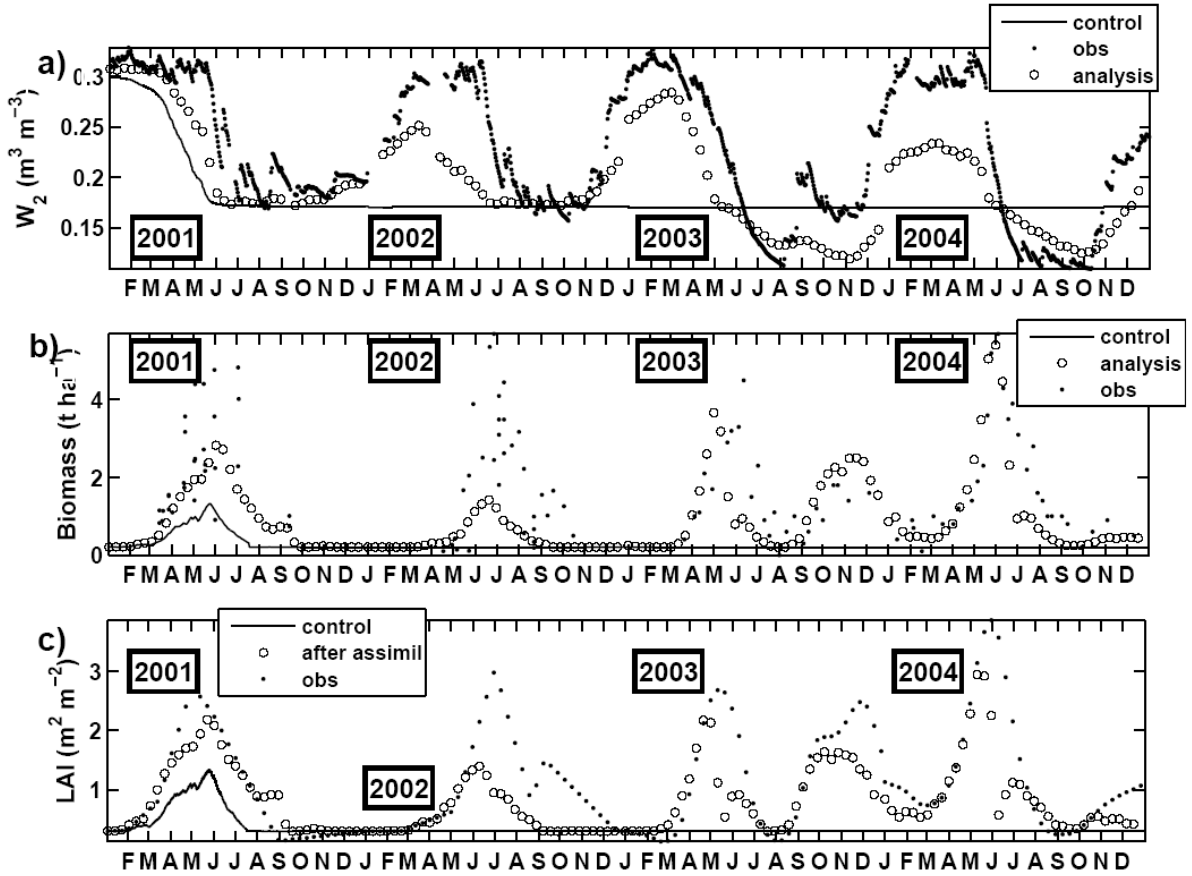 a)
W2 (m3 m-3)
0.3
0.25
0.2
0.15
control
obs
analysis
2001
2002
2003
2004
F M A M J J A S O N D J F M A M J J A S O N D J F M A M J J A S O N D J F M A M J J A S O N D
b)
Biomass (t ha-1)
4
2
0
control
analysis
obs
2001
2002
2003
2004
F M A M J J A S O N D J F M A M J J A S O N D J F M A M J J A S O N D J F M A M J J A S O N D
c)
LAI (m2 m-2)
3
2
1
control
after assimil
obs
2001
2002
2003
2004
F M A M J J A S O N D J F M A M J J A S O N D J F M A M J J A S O N D J F M A M J J A S O N D